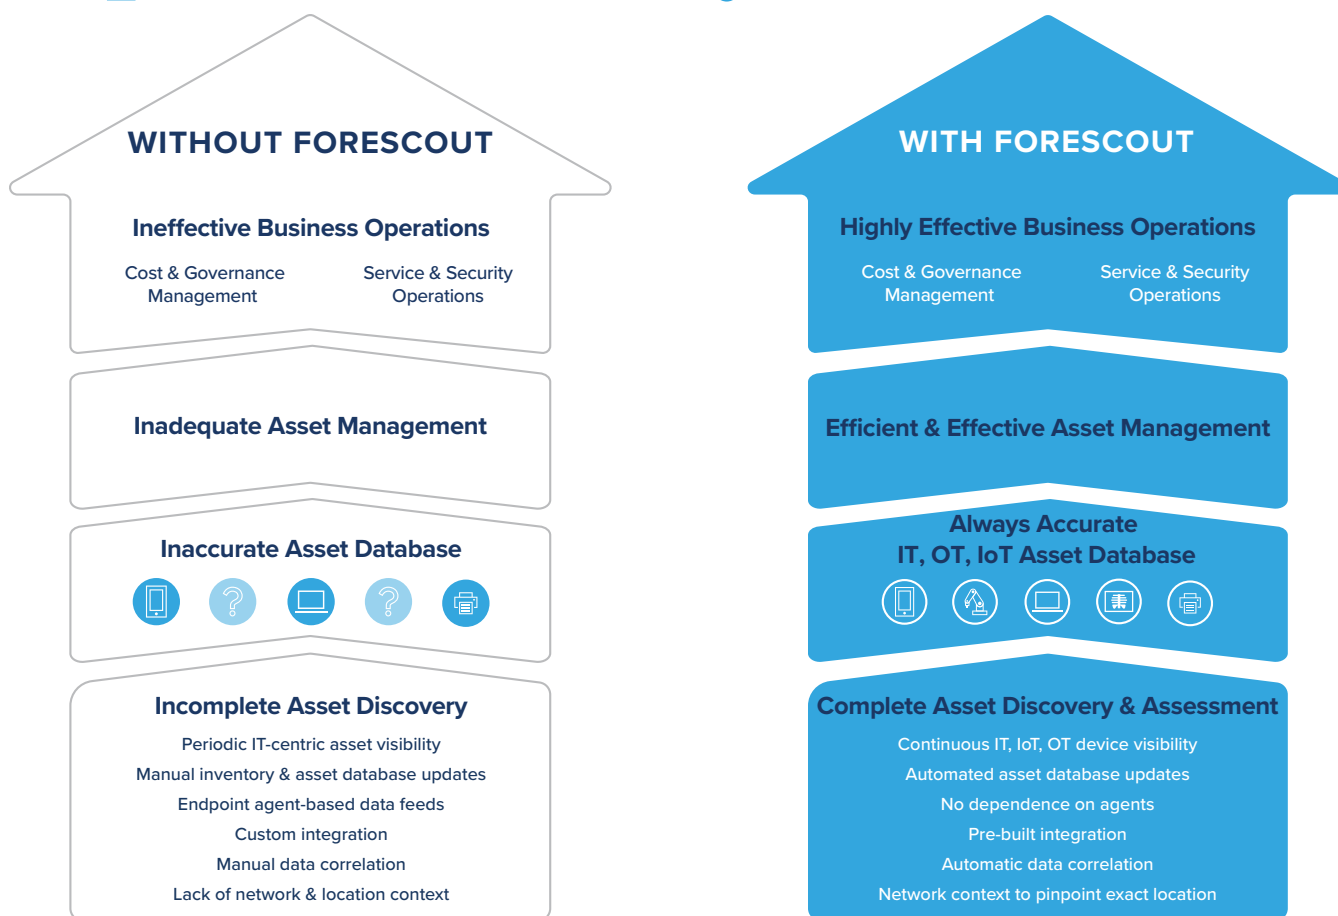 WITHOUT FORESCOUT
Ineffective Business Operations
Cost & Governance
Management
Service & Security
Operations
Inadequate Asset Management
Inaccurate Asset Database
?
?
Incomplete Asset Discovery
Periodic IT-centric asset visibility
Manual inventory & asset database updates
Endpoint agent-based data feeds
Custom integration
Manual data correlation
Lack of network & location context
WITH FORESCOUT
Highly Effective Business Operations
Cost & Governance
Management
Service & Security
Operations
Efficient & Effective Asset Management
Always Accurate
IT, OT, IoT Asset Database
Complete Asset Discovery & Assessment
Continuous IT, IoT, OT device visibility
Automated asset database updates
No dependence on agents
Pre-built integration
Automatic data correlation
Network context to pinpoint exact location